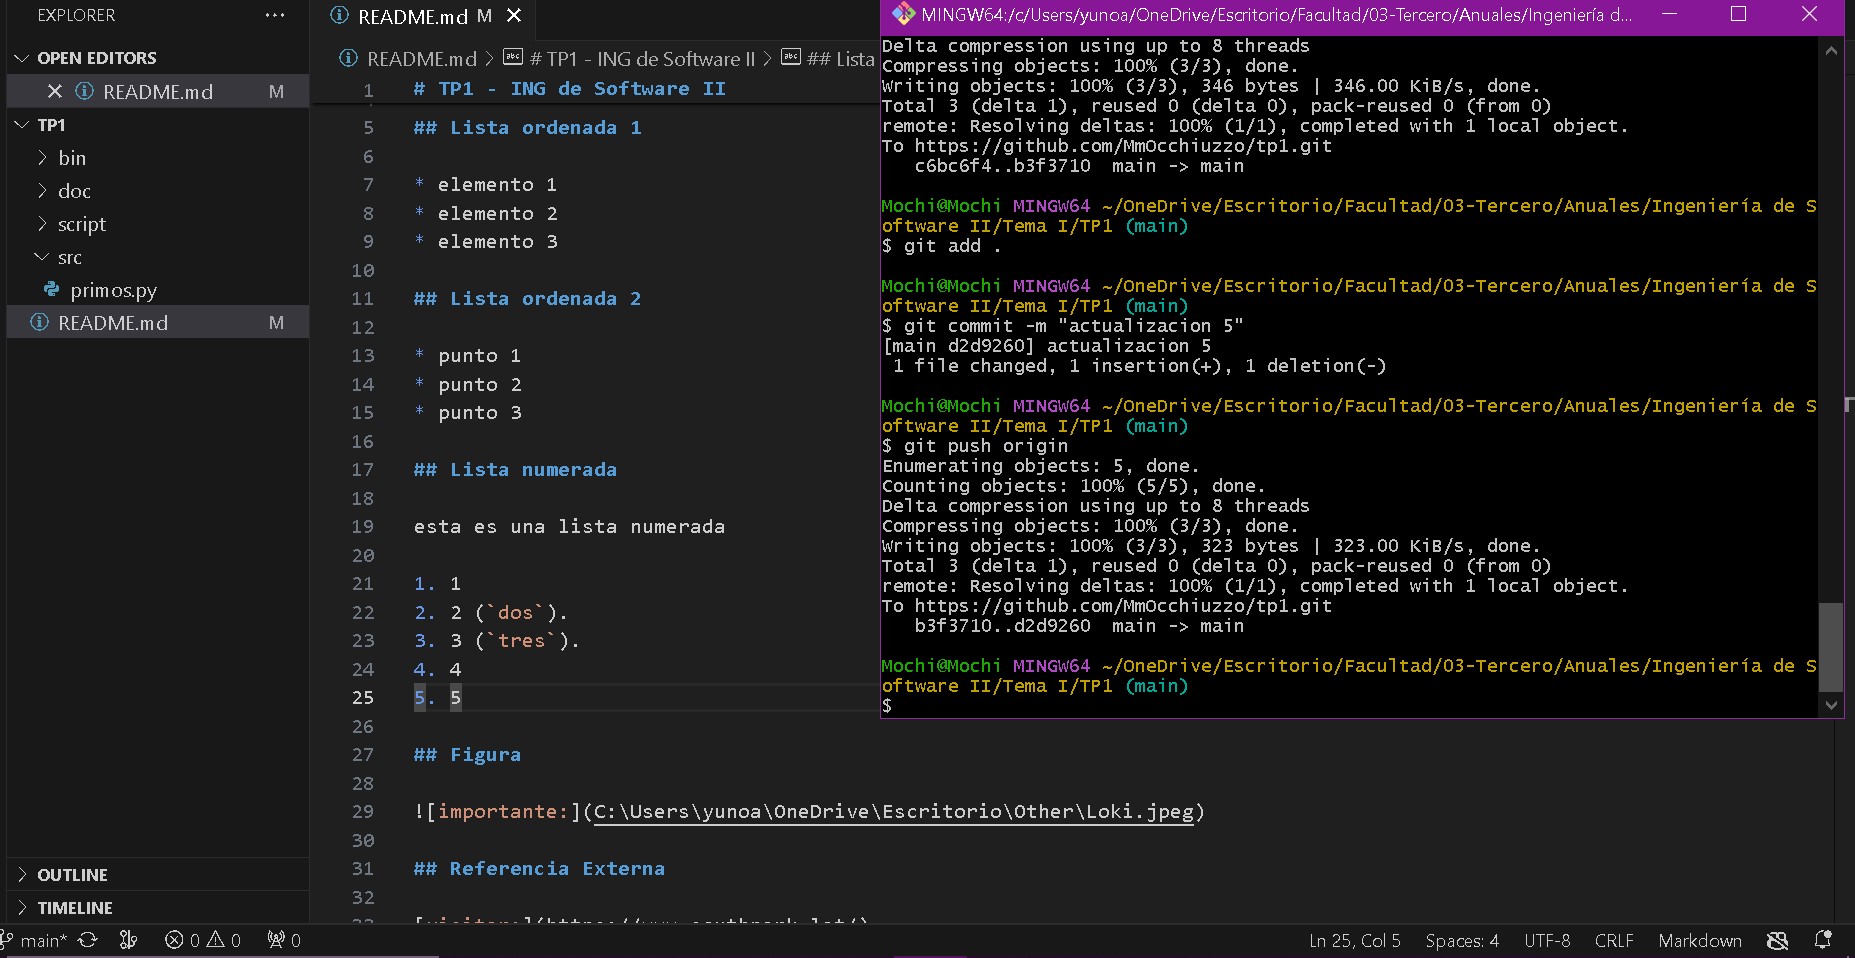 EXPLORER
OPEN EDITORS
README.md M
TP1
bin
doc
script
src
primos.py
README.md M
OUTLINE
TIMELINE
README.md M
README.md > # TP1 - ING de Software II > ## Lista
1 # TP1 - ING de Software II
5 ## Lista ordenada 1
6
7 * elemento 1
8 * elemento 2
9 * elemento 3
10
11 ## Lista ordenada 2
12
13 * punto 1
14 * punto 2
15 * punto 3
16
17 ## Lista numerada
18
19 esta es una lista numerada
20
21 1. 1
22 2. 2 (`dos`).
23 3. 3 (`tres`).
24 4. 4
25 5. 5
26
27 ## Figura
28
29 ![importante:](C:\Users\yunoa\OneDrive\Escritorio\Other\Loki.jpeg)
30
31 ## Referencia Externa
32
MINGW64:/c/Users/yunoa/OneDrive/Escritorio/Facultad/03-Tercero/Anuales/Ingeniería d...
Delta compression using up to 8 threads
Compressing objects: 100% (3/3), done.
Writing objects: 100% (3/3), 346 bytes | 346.00 KiB/s, done.
Total 3 (delta 1), reused 0 (delta 0), pack-reused 0 (from 0)
remote: Resolving deltas: 100% (1/1), completed with 1 local object.
To https://github.com/MmOcchiuzzo/tp1.git
c6bc6f4..b3f3710 main -> main
Mochi@Mochi MINGW64 ~/OneDrive/Escritorio/Facultad/03-Tercero/Anuales/Ingeniería de S
oftware II/Tema I/TP1 (main)
$ git add .
Mochi@Mochi MINGW64 ~/OneDrive/Escritorio/Facultad/03-Tercero/Anuales/Ingeniería de S
oftware II/Tema I/TP1 (main)
$ git commit -m "actualizacion 5"
[main d2d9260] actualizacion 5
1 file changed, 1 insertion(+), 1 deletion(-)
Mochi@Mochi MINGW64 ~/OneDrive/Escritorio/Facultad/03-Tercero/Anuales/Ingeniería de S
oftware II/Tema I/TP1 (main)
$ git push origin
Enumerating objects: 5, done.
Counting objects: 100% (5/5), done.
Delta compression using up to 8 threads
Compressing objects: 100% (3/3), done.
Writing objects: 100% (3/3), 323 bytes | 323.00 KiB/s, done.
Total 3 (delta 1), reused 0 (delta 0), pack-reused 0 (from 0)
remote: Resolving deltas: 100% (1/1), completed with 1 local object.
To https://github.com/MmOcchiuzzo/tp1.git
b3f3710..d2d9260 main -> main
Mochi@Mochi MINGW64 ~/OneDrive/Escritorio/Facultad/03-Tercero/Anuales/Ingeniería de S
oftware II/Tema I/TP1 (main)
$
main* 0 0 0
Ln 25, Col 5 Spaces: 4 UTF-8 CRLF Markdown